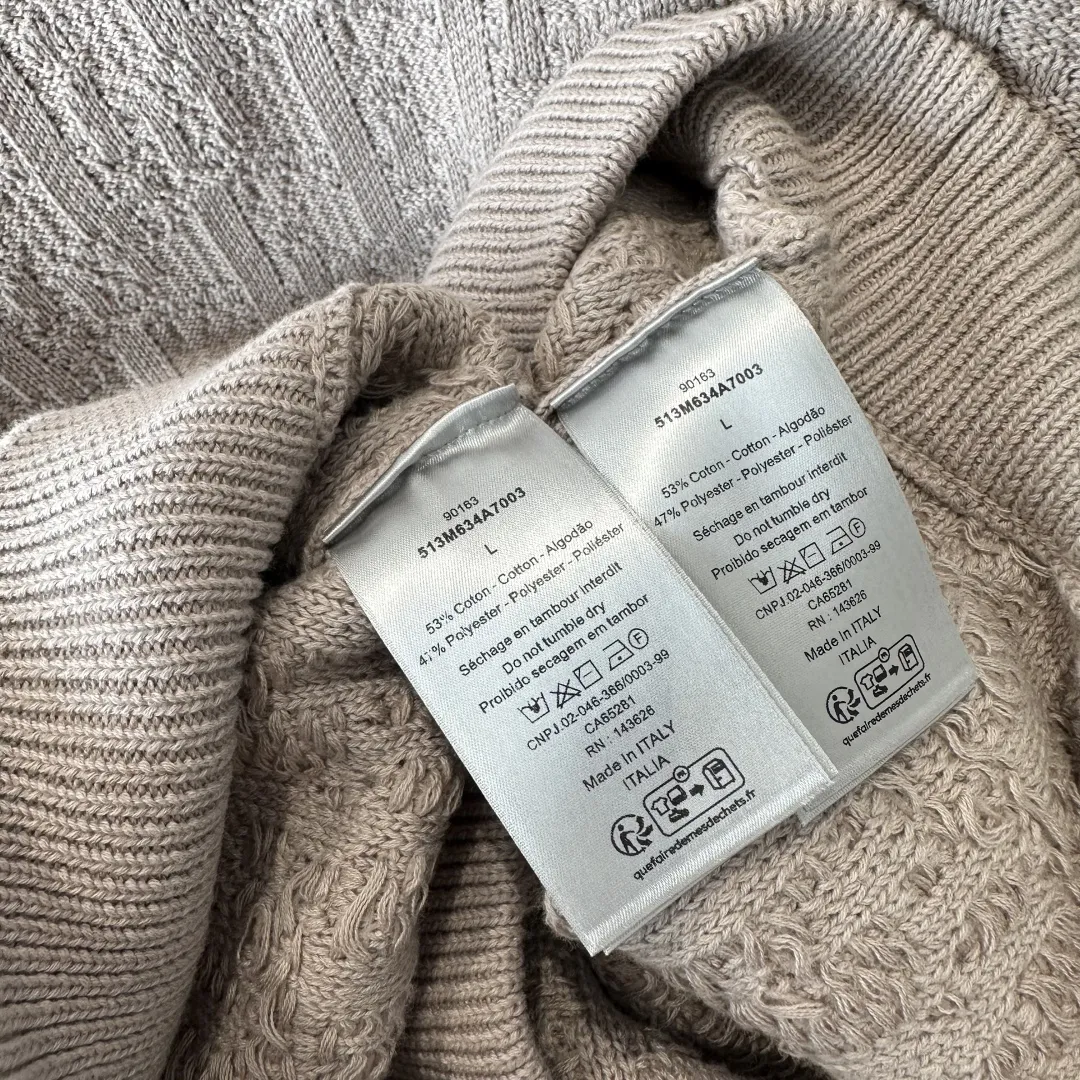 90163
513M634A7003
L
53% Coton - Cotton - Algodão
47% Polyester - Polyester - Poliéster
Séchage en tambour interdit
Do not tumble dry
Proibido secagem em tambor
F
CNPJ.02-046-366/0003-99
CA65281
RN : 143626
Made in ITALY
ITALIA
quefairedemesdechets.fr
90163
513M634A7003
L
53% Coton - Cotton - Algodão
47% Polyester - Polyester - Poliéster
Séchage en tambour interdit
Do not tumble dry
Proibido secagem em tambor
F
CNPJ.02-046-366/0003-99
CA65281
RN : 143626
Made in ITALY
ITALIA
quefairedemesdechets.fr